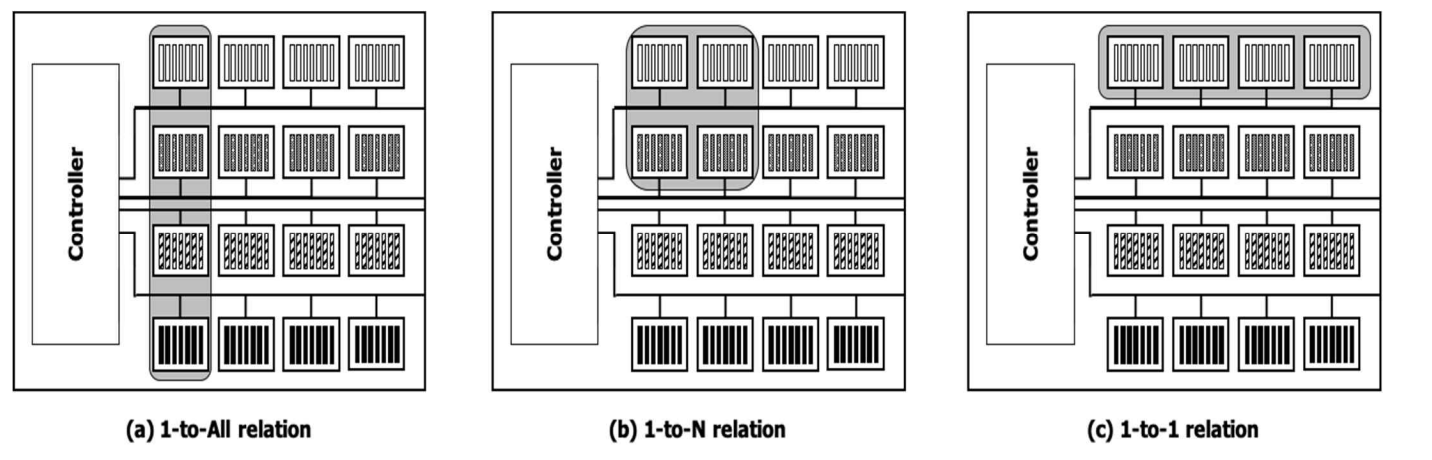 Controller
Controller
Controller
(a) 1-to-All relation
(b) 1-to-N relation
(c) 1-to-1 relation